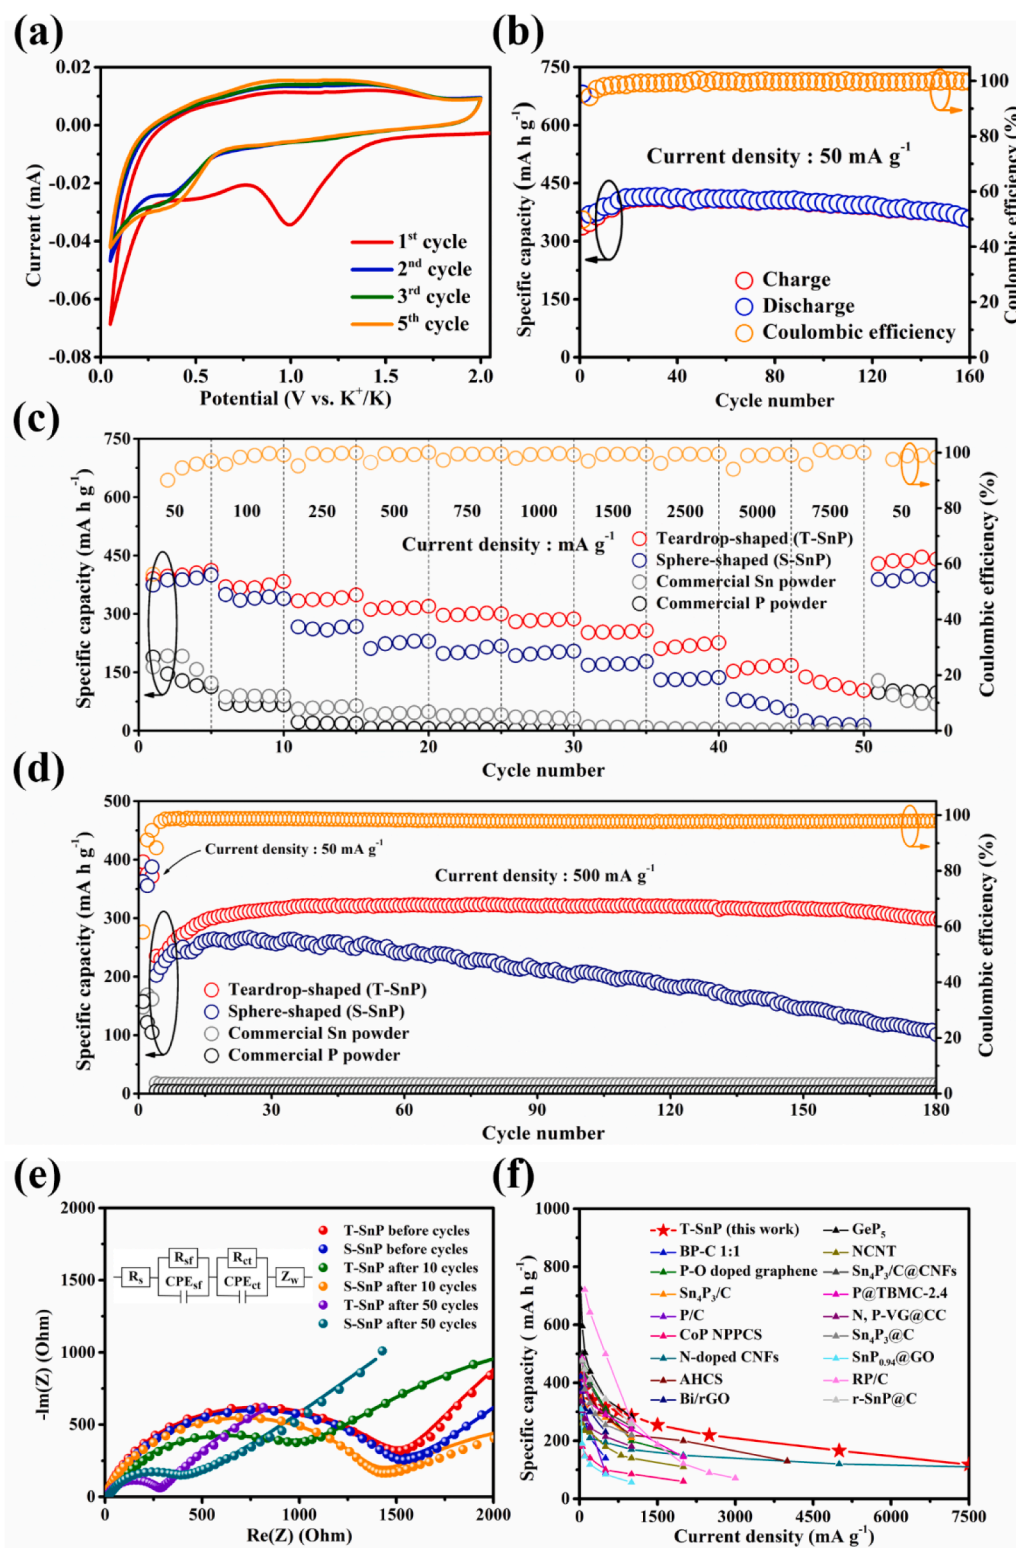 (a)
0.02
0.00
-0.02
-0.04
-0.06
-0.08
Current (mA)
1st cycle
2nd cycle
3rd cycle
5th cycle
0.0 0.5 1.0 1.5 2.0
Potential (V vs. K+/K)
(b)
750
600
450
300
150
0
Specific capacity (mA h g-1)
Current density : 50 mA g-1
Charge
Discharge
Coulombic efficiency
100
80
60
40
20
0
Coulombic efficiency (%)
0 40 80 120 160
Cycle number
(c)
750
600
450
300
150
0
Specific capacity (mA h g-1)
50 100 250 500 750 1000 1500 2500 5000 7500 50
Current density : mA g-1
Teardrop-shaped (T-SnP)
Sphere-shaped (S-SnP)
Commercial Sn powder
Commercial P powder
100
80
60
40
20
0
Coulombic efficiency (%)
0 10 20 30 40 50
Cycle number
(d)
500
400
300
200
100
0
Specific capacity (mA h g-1)
Current density : 50 mA g-1
Current density : 500 mA g-1
Teardrop-shaped (T-SnP)
Sphere-shaped (S-SnP)
Commercial Sn powder
Commercial P powder
100
80
60
40
20
0
Coulombic efficiency (%)
0 30 60 90 120 150 180
Cycle number
(e)
2000
1500
1000
500
0
-Im(Z) (Ohm)
Rs
Rsf
CPEsf
Rct
CPEct
Zw
T-SnP before cycles
S-SnP before cycles
T-SnP after 10 cycles
S-SnP after 10 cycles
T-SnP after 50 cycles
S-SnP after 50 cycles
0 500 1000 1500 2000
Re(Z) (Ohm)
(f)
1000
800
600
400
200
0
Specific capacity ( mA h g-1)
T-SnP (this work)
BP-C 1:1
P-O doped graphene
Sn4P3/C
P/C
CoP NPPCS
N-doped CNFs
AHCS
Bi/rGO
GeP5
NCNT
Sn4P3/C@CNFs
P@TBMC-2.4
N, P-VG@CC
Sn4P3@C
SnP0.94@GO
RP/C
r-SnP@C
0 1500 3000 4500 6000 7500
Current density (mA g-1)